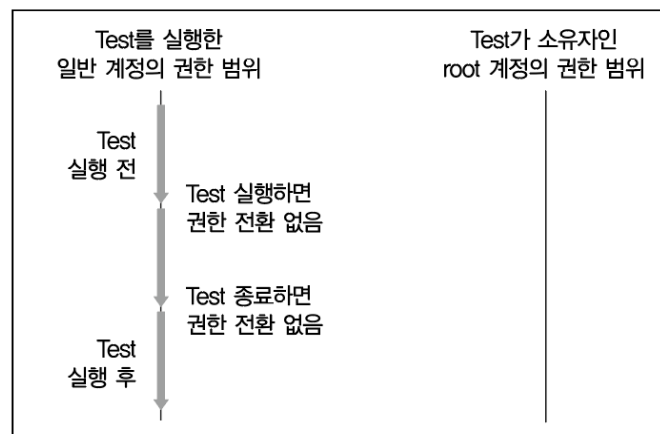 Test를 실행한
일반 계정의 권한 범위
Test가 소유자인
root 계정의 권한 범위
Test
실행 전
Test 실행하면
권한 전환 없음
Test 종료하면
권한 전환 없음
Test
실행 후